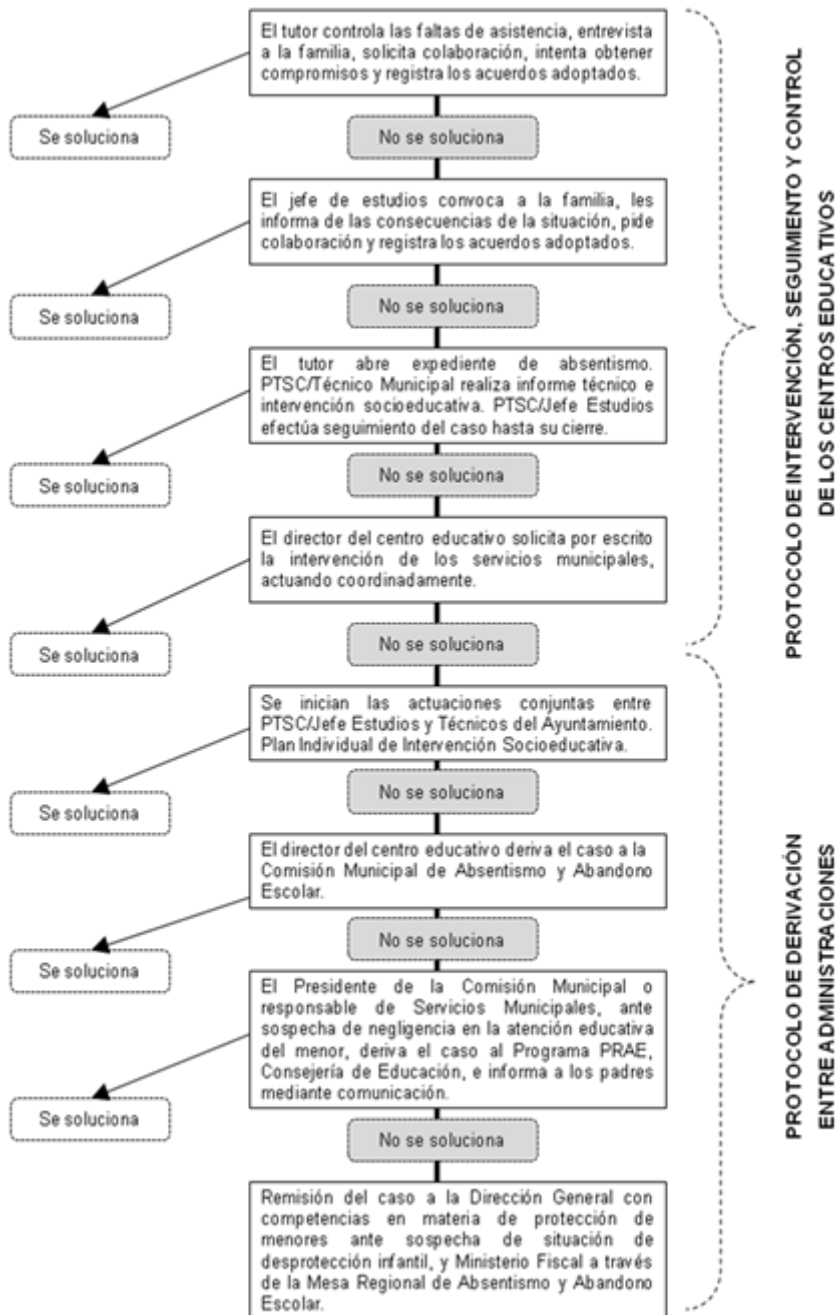 El tutor controla las faltas de asistencia, entrevista
a la familia, solicita colaboración, intenta obtener
compromisos y registra los acuerdos adoptados.
Se soluciona
No se soluciona
El jefe de estudios convoca a la familia, les
informa de las consecuencias de la situación, pide
colaboración y registra los acuerdos adoptados.
Se soluciona
No se soluciona
El tutor abre expediente de absentismo.
PTSC/Técnico Municipal realiza informe técnico e
intervención socioeducativa. PTSC/Jefe Estudios
efectúa seguimiento del caso hasta su cierre.
Se soluciona
No se soluciona
El director del centro educativo solicita por escrito
la intervención de los servicios municipales,
actuando coordinadamente.
Se soluciona
No se soluciona
PROTOCOLO DE INTERVENCIÓN, SEGUIMIENTO Y CONTROL
DE LOS CENTROS EDUCATIVOS
Se inician las actuaciones conjuntas entre
PTSC/Jefe Estudios y Técnicos del Ayuntamiento.
Plan Individual de Intervención Socioeducativa.
Se soluciona
No se soluciona
El director del centro educativo deriva el caso a la
Comisión Municipal de Absentismo y Abandono
Escolar.
Se soluciona
No se soluciona
El Presidente de la Comisión Municipal o
responsable de Servicios Municipales, ante
sospecha de negligencia en la atención educativa
del menor, deriva el caso al Programa PRAE,
Consejería de Educación, e informa a los padres
mediante comunicación.
Se soluciona
No se soluciona
Remisión del caso a la Dirección General con
competencias en materia de protección de
menores ante sospecha de situación de
desprotección infantil, y Ministerio Fiscal a través
de la Mesa Regional de Absentismo y Abandono
Escolar.
PROTOCOLO DE DERIVACIÓN
ENTRE ADMINISTRACIONES